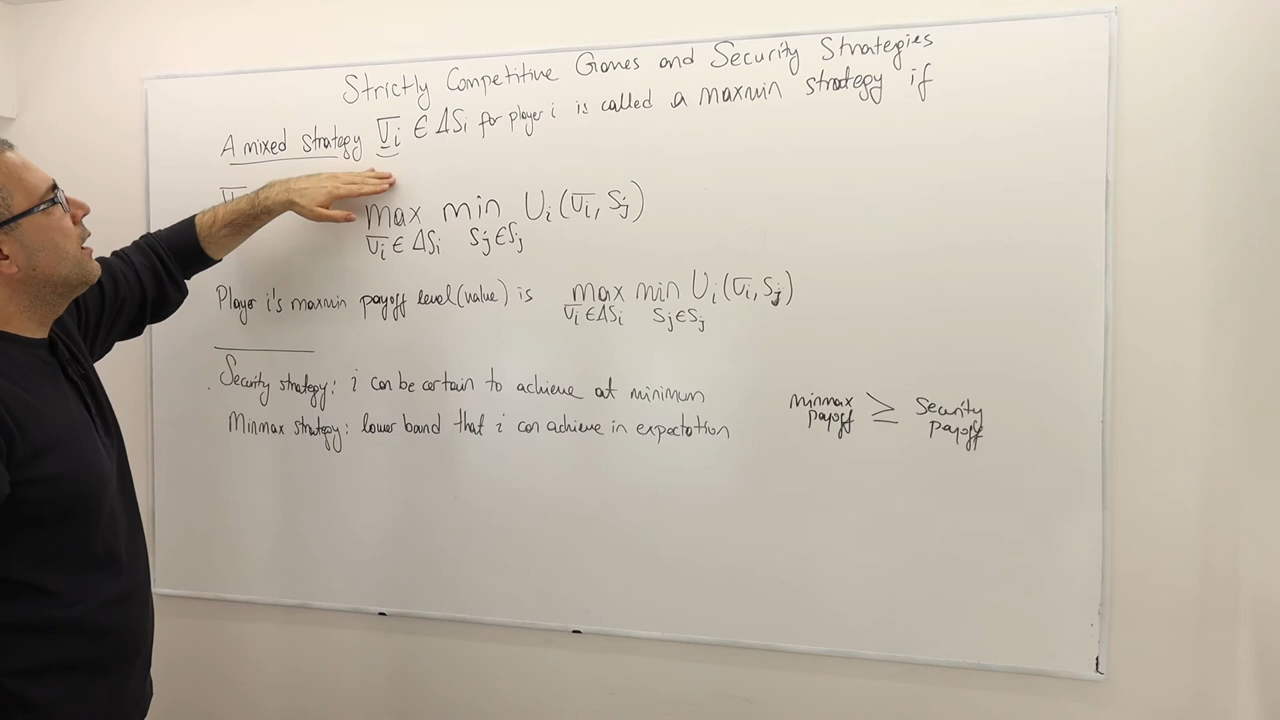 Strictly Competitive Games and Security Strategies
A mixed strategy σi ∈ ΔSi for player i is called a maxmin strategy if
max min Ui(σi, Sj)
σi ∈ ΔSi Sj ∈ Sj
Player i's maxmin payoff level (value) is max min Ui(σi, Sj)
σi ∈ ΔSi Sj ∈ Sj
Security strategy: i can be certain to achieve at minimum
Minmax strategy: lower band that i can achieve in expectation
minmax payoff ≥ Security payoff